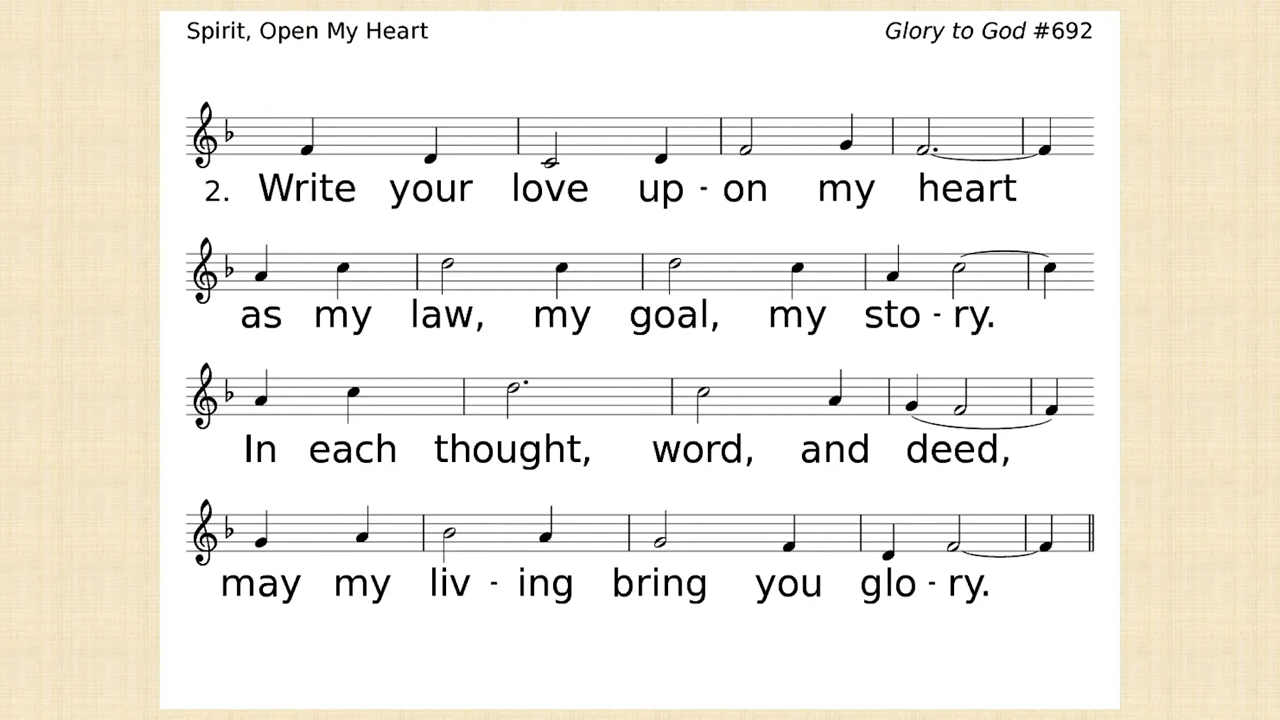 Spirit, Open My Heart Glory to God #692
2. Write your love up - on my heart
as my law, my goal, my sto - ry.
In each thought, word, and deed,
may my liv - ing bring you glo - ry.